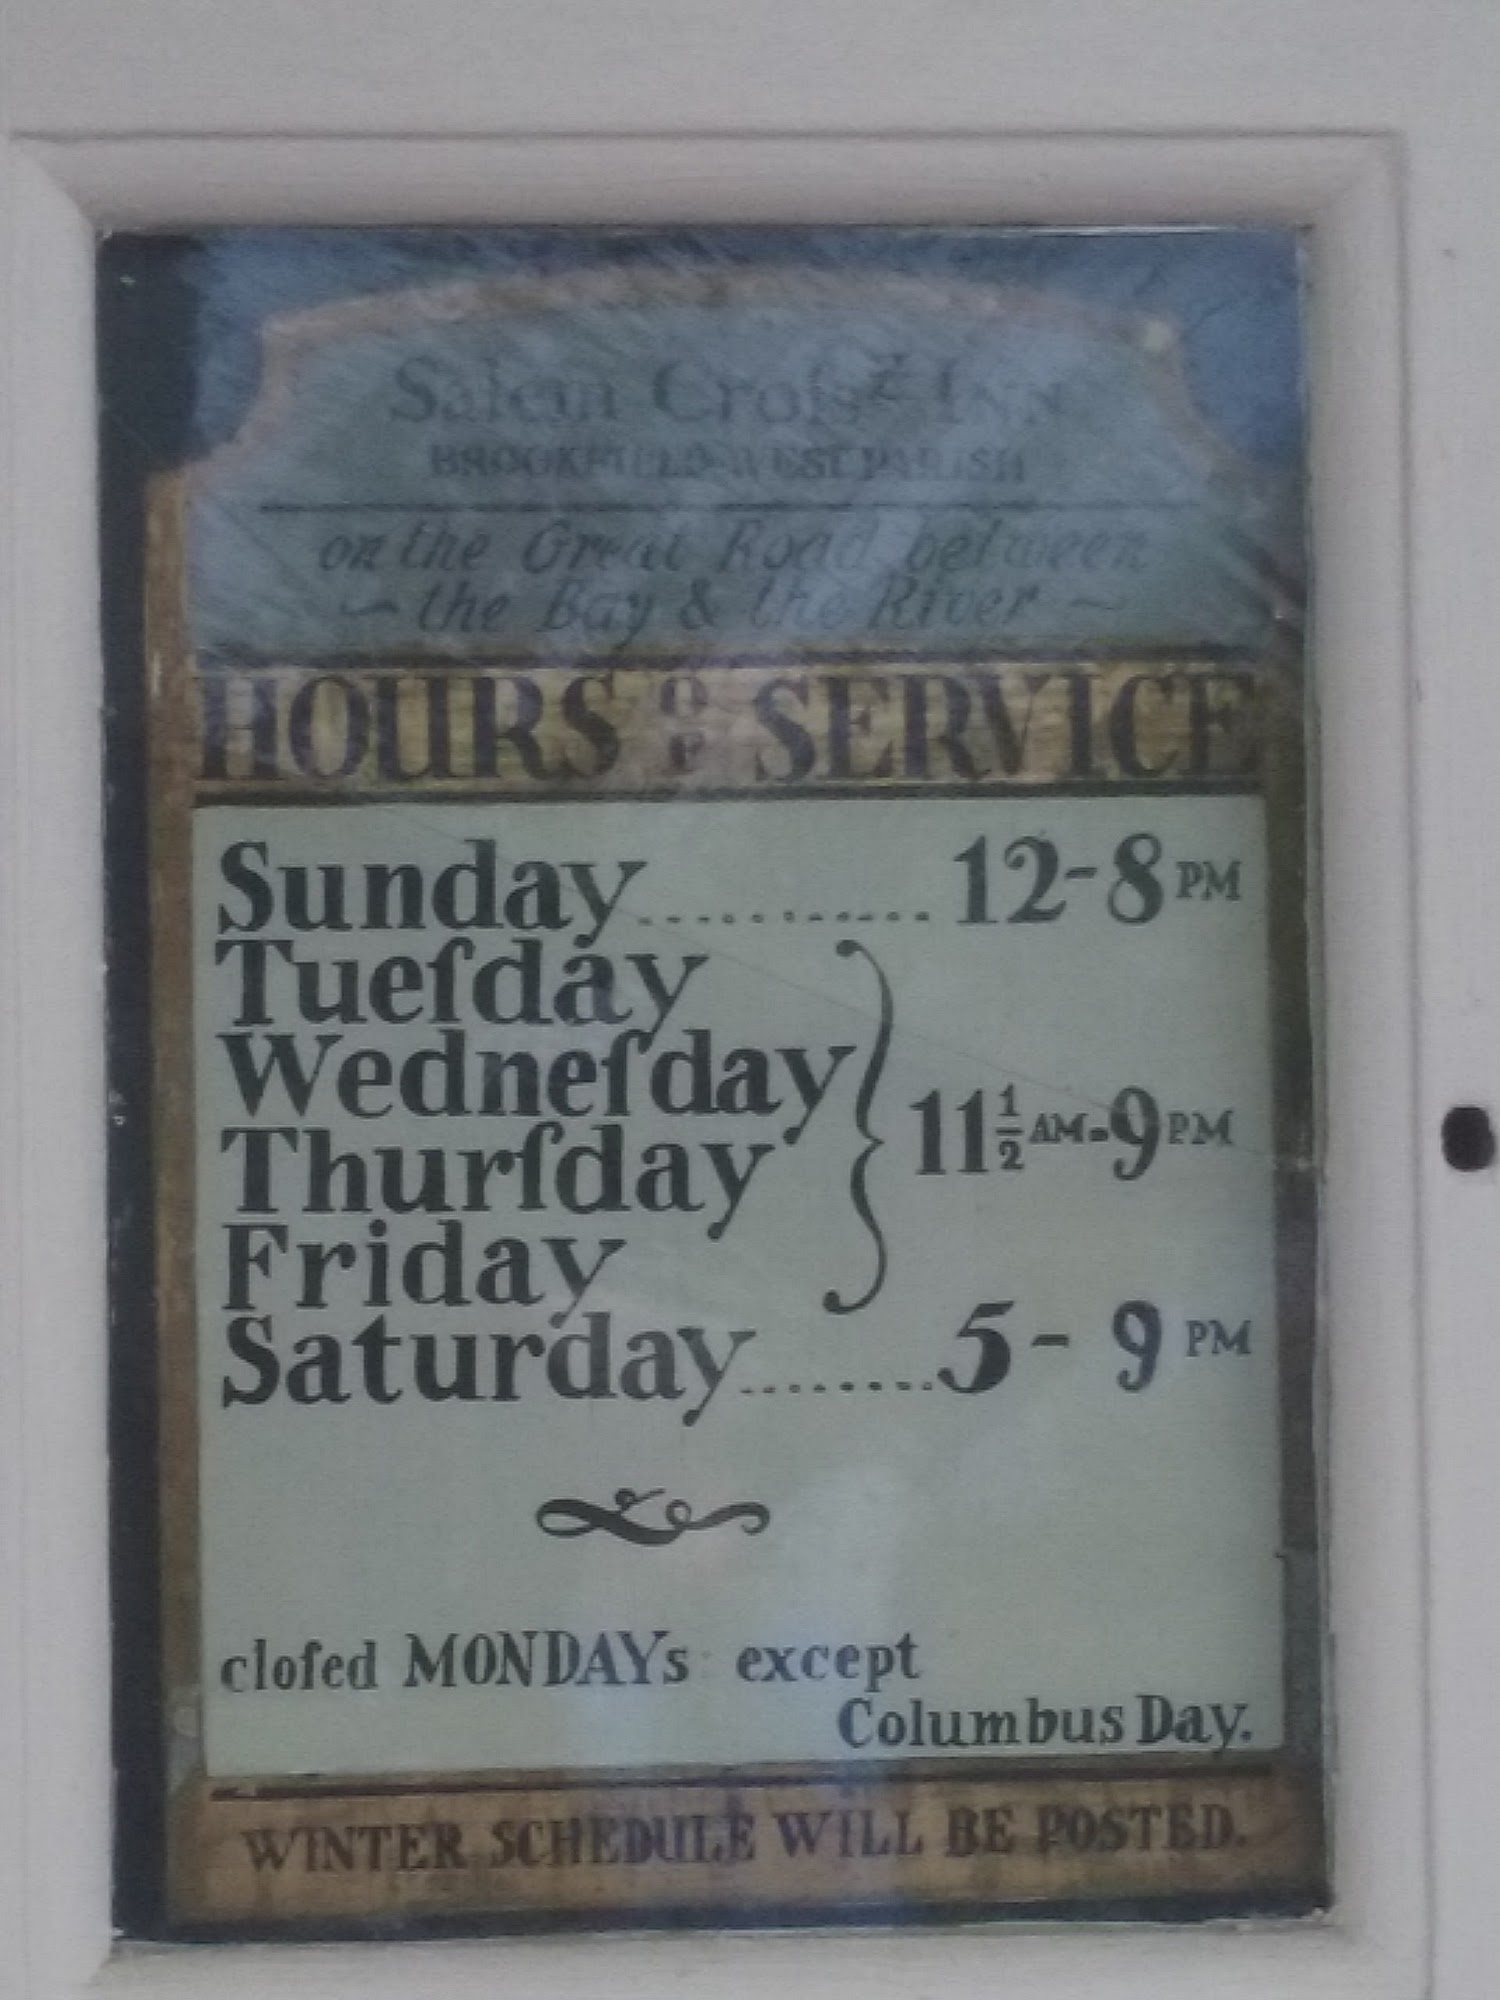 Salem Croſsᶻ Inn
BROOKFIELD WEST PARISH
on the Great Road between
~ the Bay & the River ~
HOURS OF SERVICE
Sunday............ 12-8 PM
Tueſday
Wedneſday
Thurſday
11½ AM-9 PM
Friday
Saturday........5 - 9 PM
cloſed MONDAYs except
Columbus Day.
WINTER SCHEDULE WILL BE POSTED.